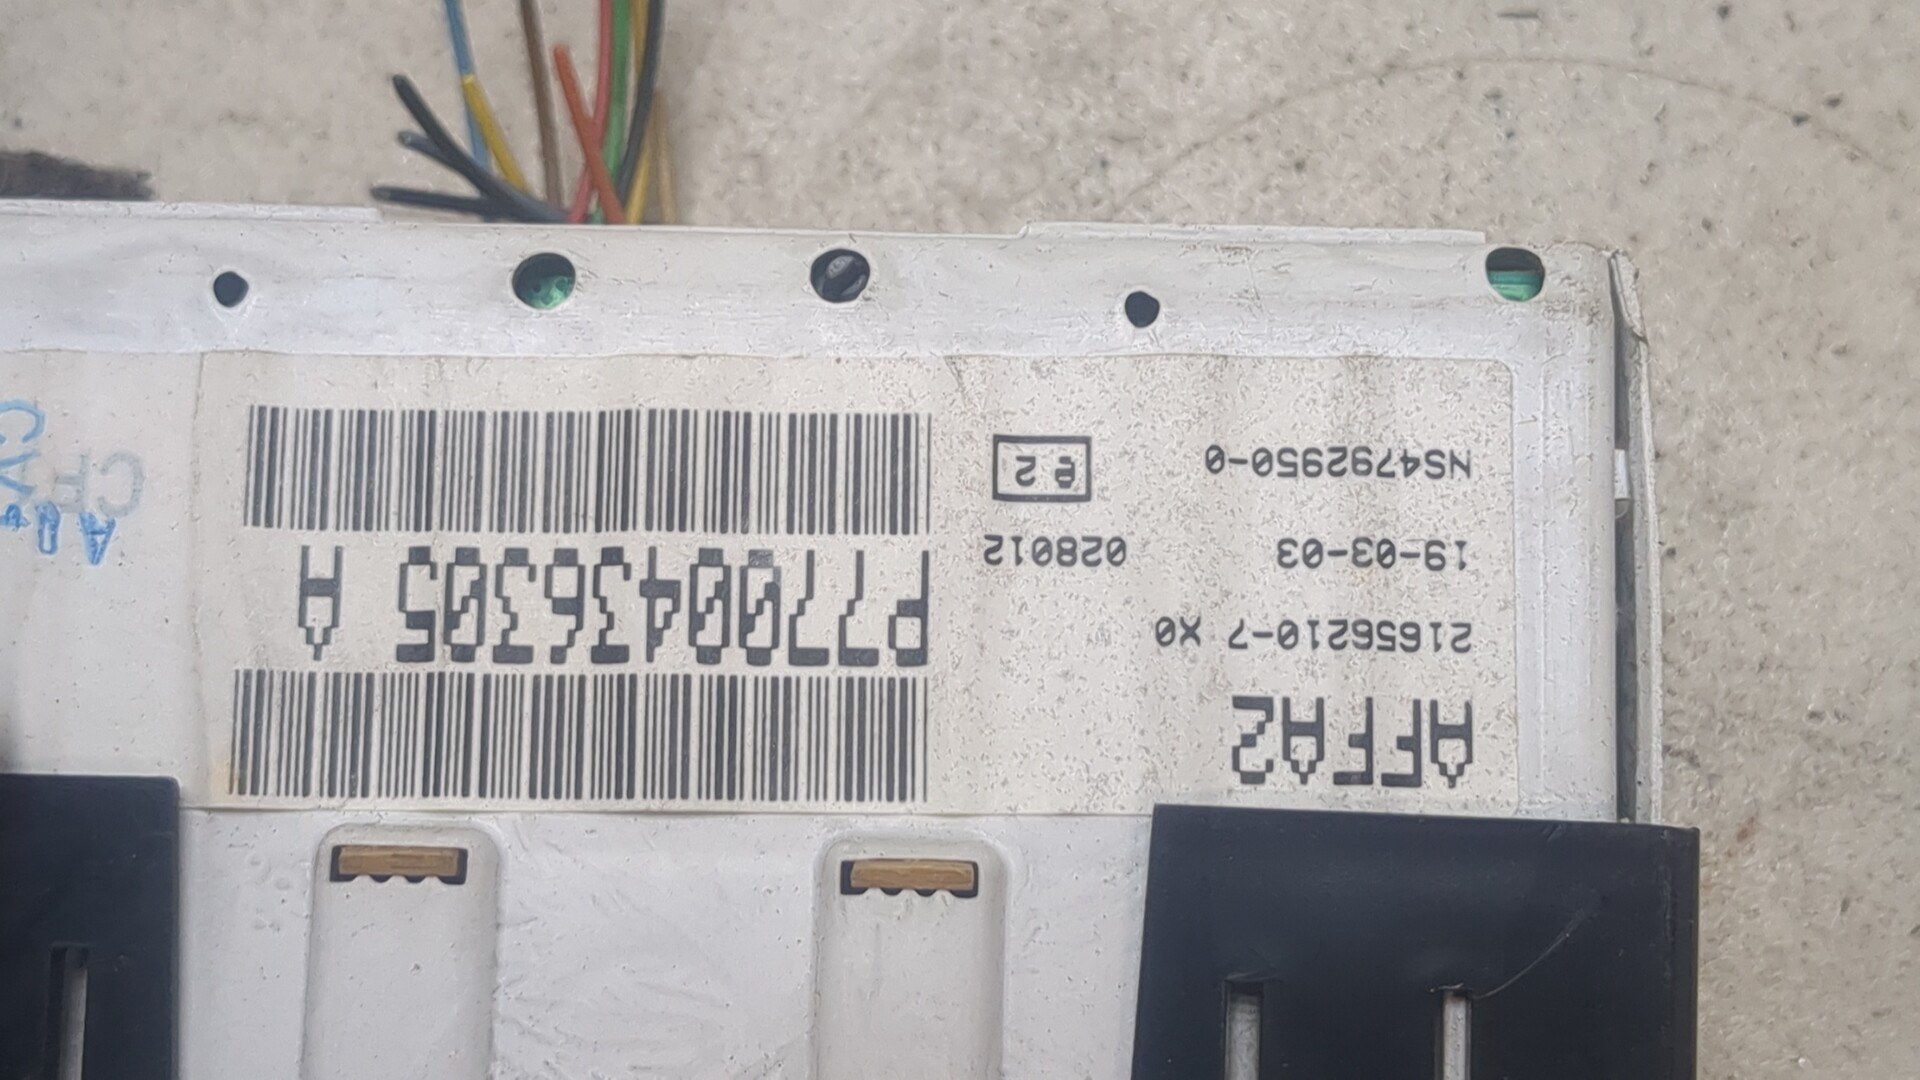 AFFA2
21656210-7 X0
19-03-03 028012
NS4792950-0 e2
P7700436305 A